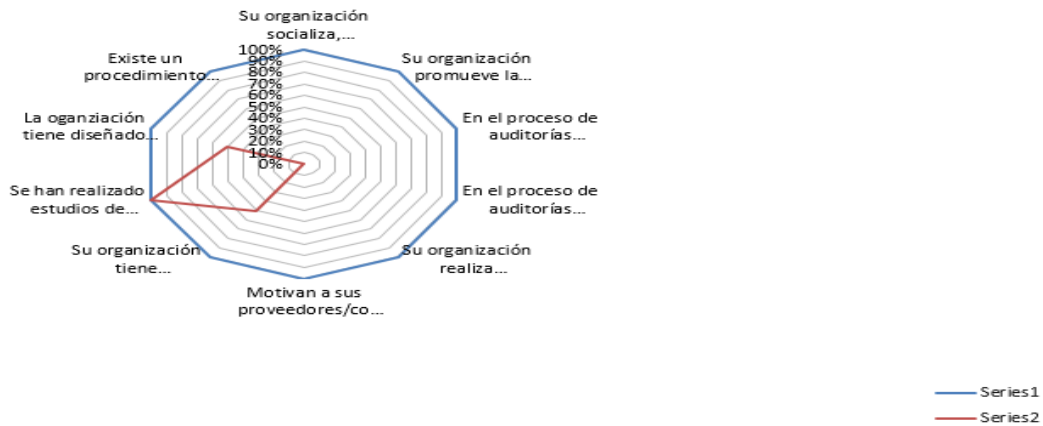 Su organización
socializa,...
100%
90%
80%
70%
60%
50%
40%
30%
20%
10%
0%
Su organización
promueve la...
En el proceso de
auditorías...
En el proceso de
auditorías...
Su organización
realiza...
Motivan a sus
proveedores/co...
Su organización
tiene...
Se han realizado
estudios de...
La oganziación
tiene diseñado...
Existe un
procedimiento...
Series1
Series2